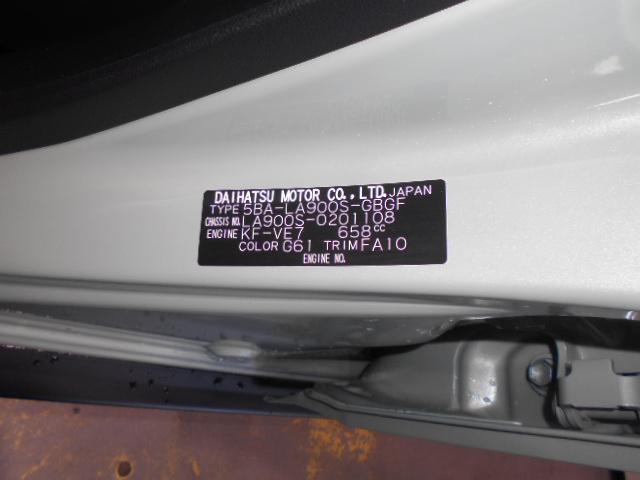 DAIHATSU MOTOR CO., LTD. JAPAN
TYPE 5BA-LA900S-GBGF
CHASSIS NO. LA900S-0201108
ENGINE KF-VE7 658cc
COLOR G61 TRIM FA10
ENGINE NO.